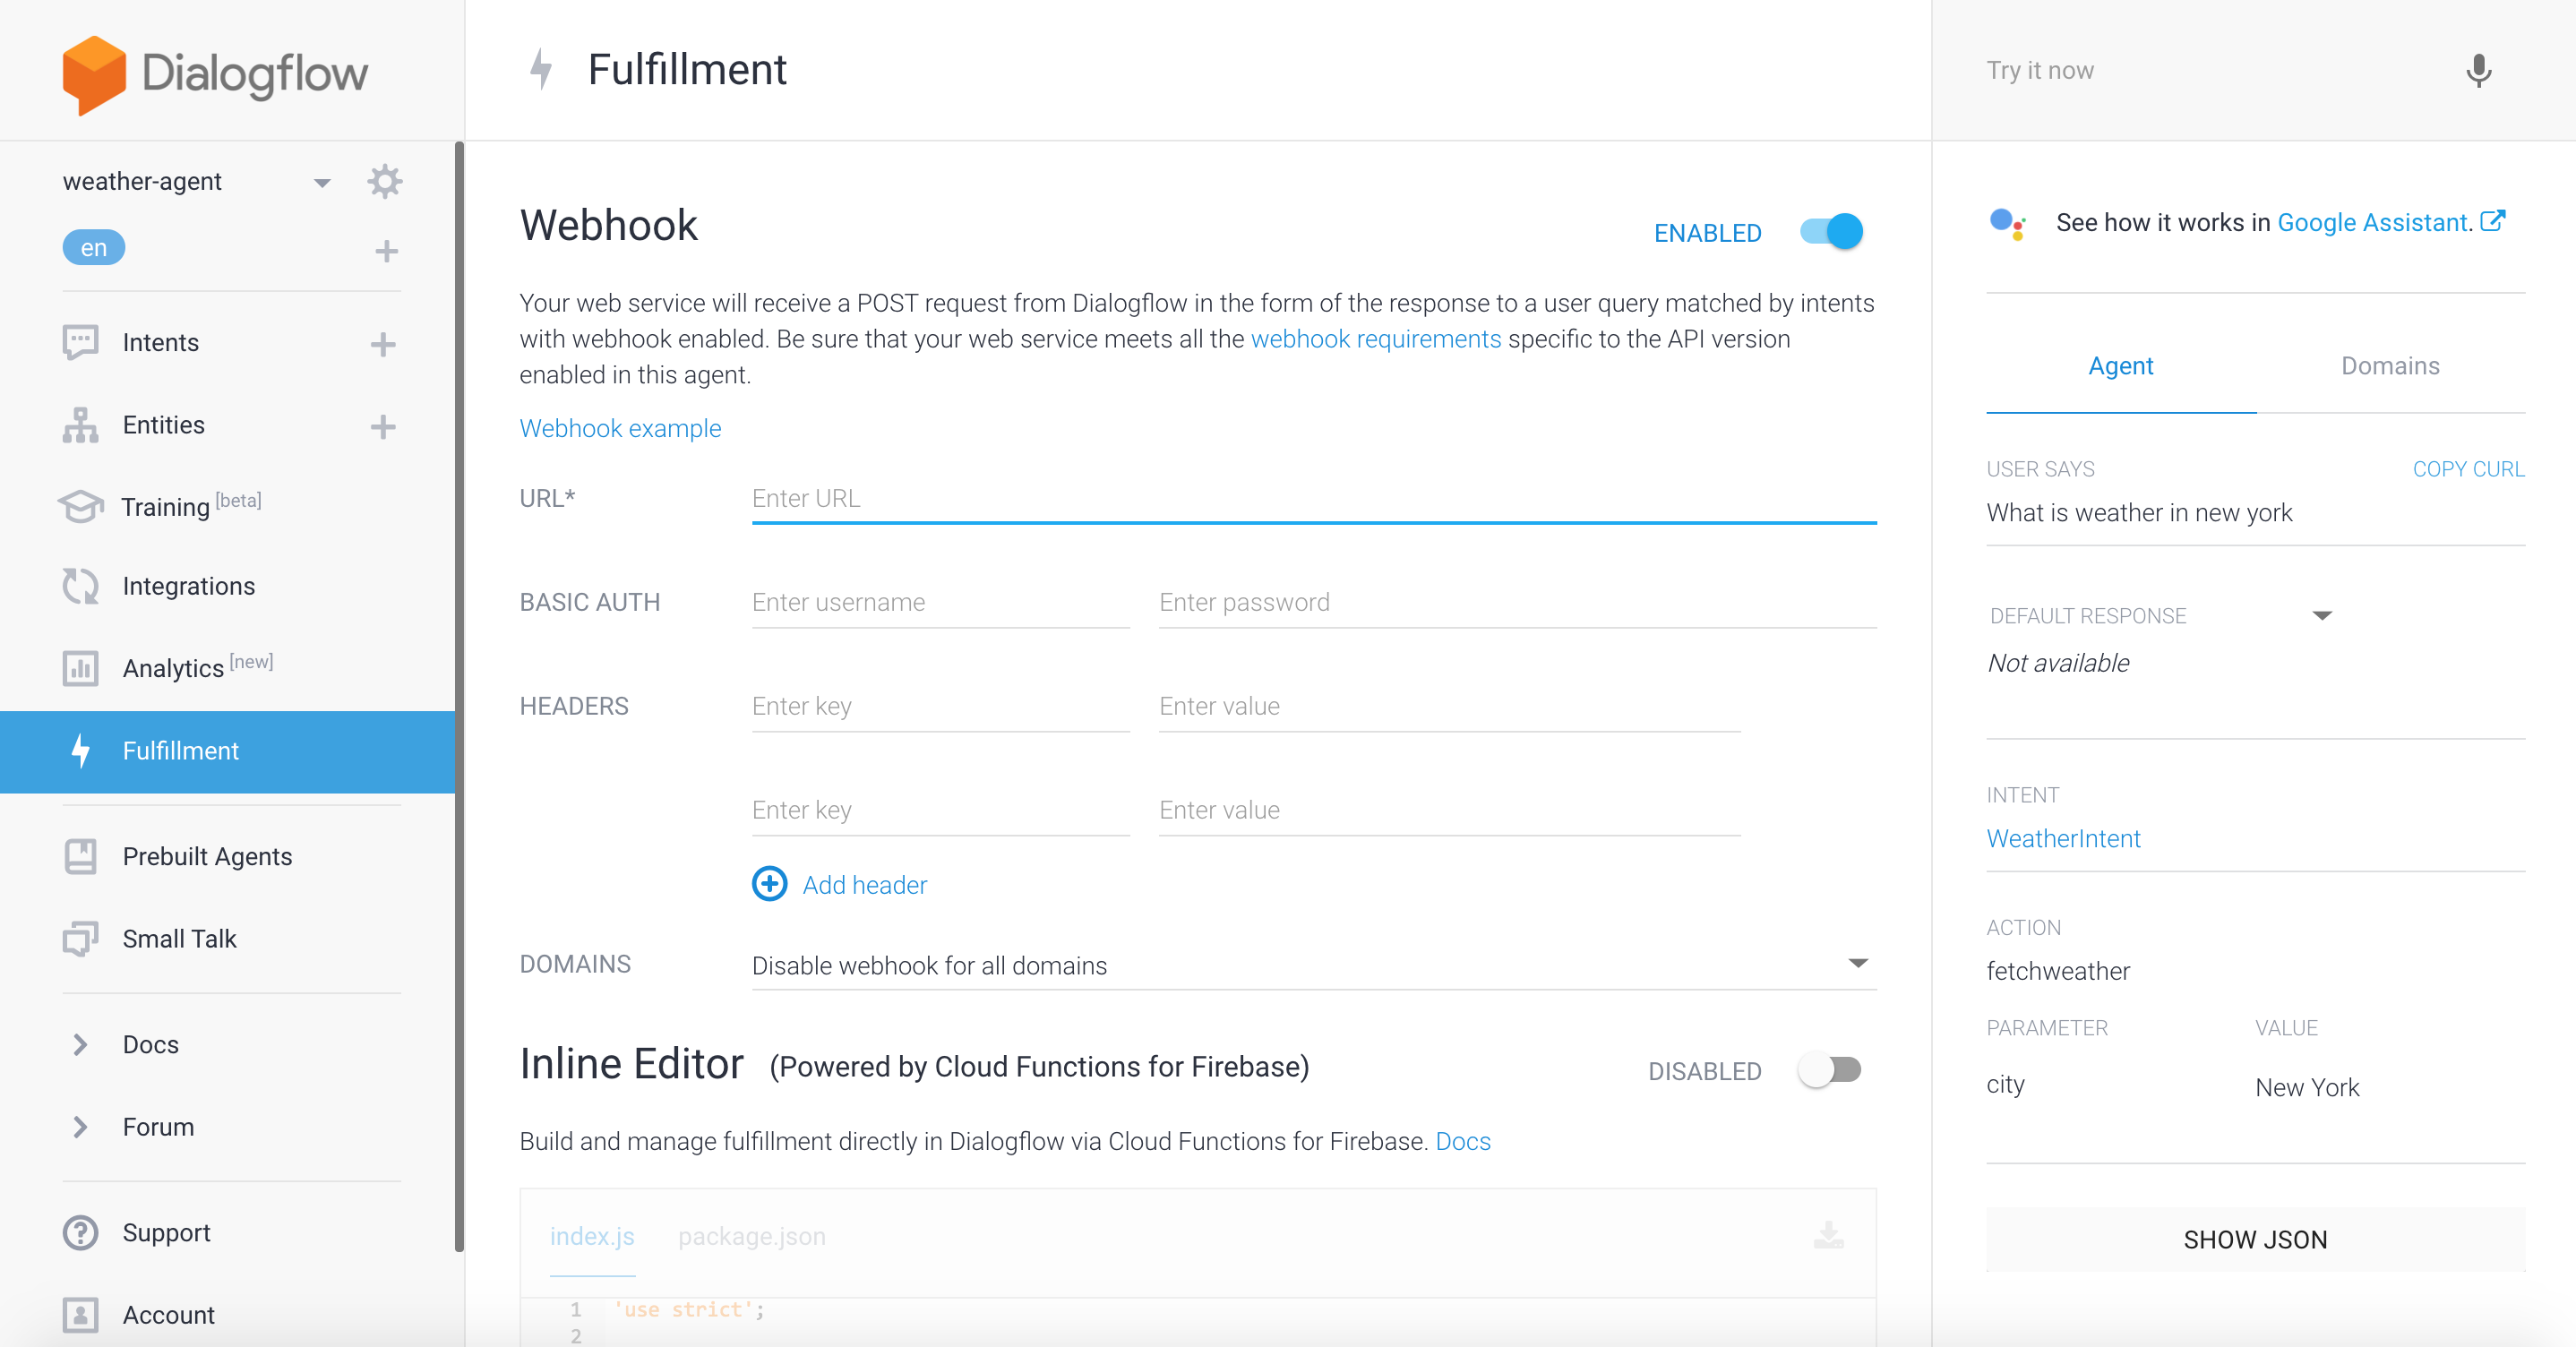 Dialogflow
weather-agent
en
Intents
Entities
Training [beta]
Integrations
Analytics [new]
Fulfillment
Prebuilt Agents
Small Talk
Docs
Forum
Support
Account
Fulfillment
Webhook
ENABLED
Your web service will receive a POST request from Dialogflow in the form of the response to a user query matched by intents
with webhook enabled. Be sure that your web service meets all the webhook requirements specific to the API version
enabled in this agent.
Webhook example
URL*
Enter URL
BASIC AUTH
Enter username
Enter password
HEADERS
Enter key
Enter value
Enter key
Enter value
Add header
DOMAINS
Disable webhook for all domains
Inline Editor (Powered by Cloud Functions for Firebase)
DISABLED
Build and manage fulfillment directly in Dialogflow via Cloud Functions for Firebase. Docs
index.js
package.json
1 'use strict';
2
Try it now
See how it works in Google Assistant.
Agent
Domains
USER SAYS
COPY CURL
What is weather in new york
DEFAULT RESPONSE
Not available
INTENT
WeatherIntent
ACTION
fetchweather
PARAMETER
VALUE
city
New York
SHOW JSON